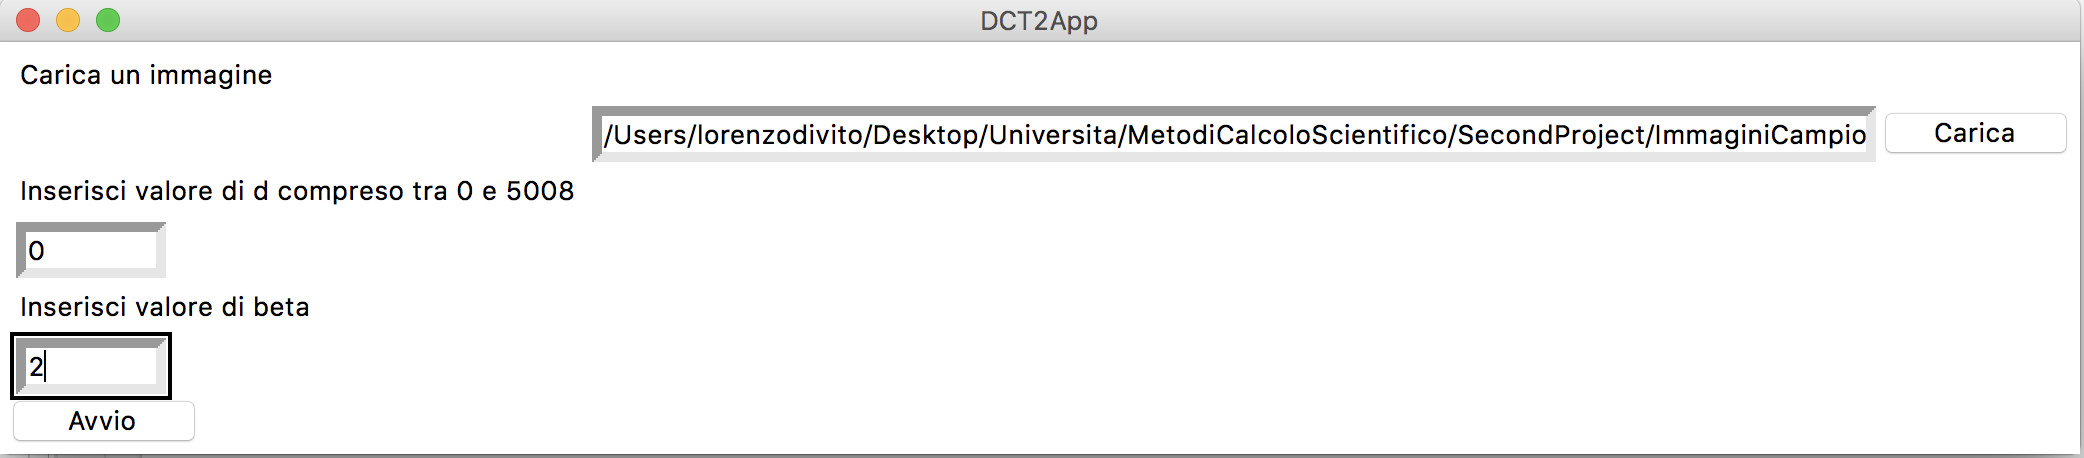 DCT2App
Carica un immagine
/Users/lorenzodivito/Desktop/Universita/MetodiCalcoloScientifico/SecondProject/ImmaginiCampio
Carica
Inserisci valore di d compreso tra 0 e 5008
0
Inserisci valore di beta
2
Avvio